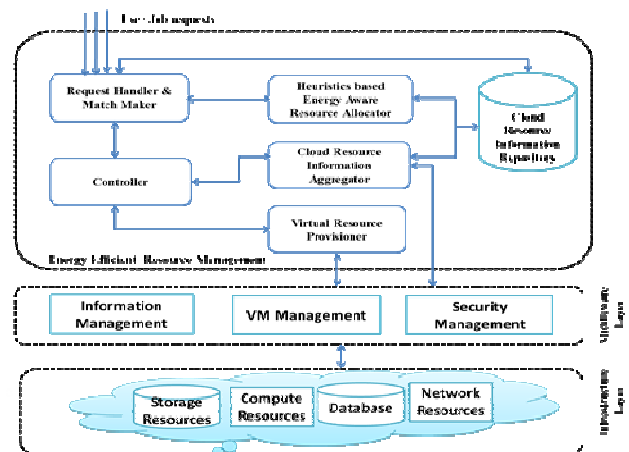 User Job requests
Request Handler &
Match Maker
Heuristics based
Energy Aware
Resource Allocator
Cloud
Resource
Information
Repository
Cloud Resource
Information
Aggregator
Controller
Virtual Resource
Provisioner
Energy Efficient Resource Management
Information
Management
VM Management
Security
Management
Storage
Resources
Compute
Resources
Database
Network
Resources